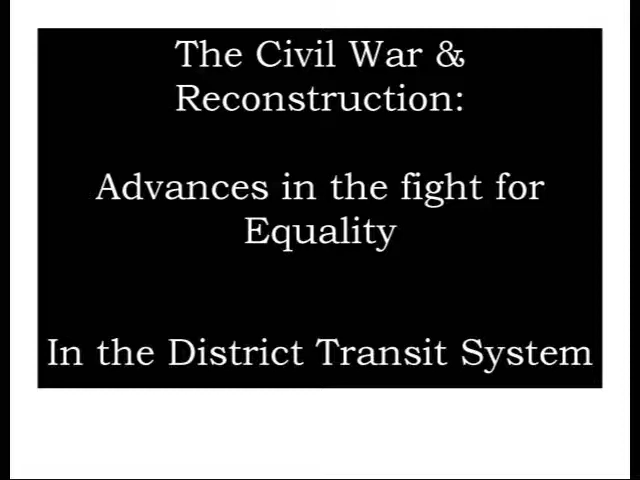 The Civil War &
Reconstruction:
Advances in the fight for
Equality
In the District Transit System